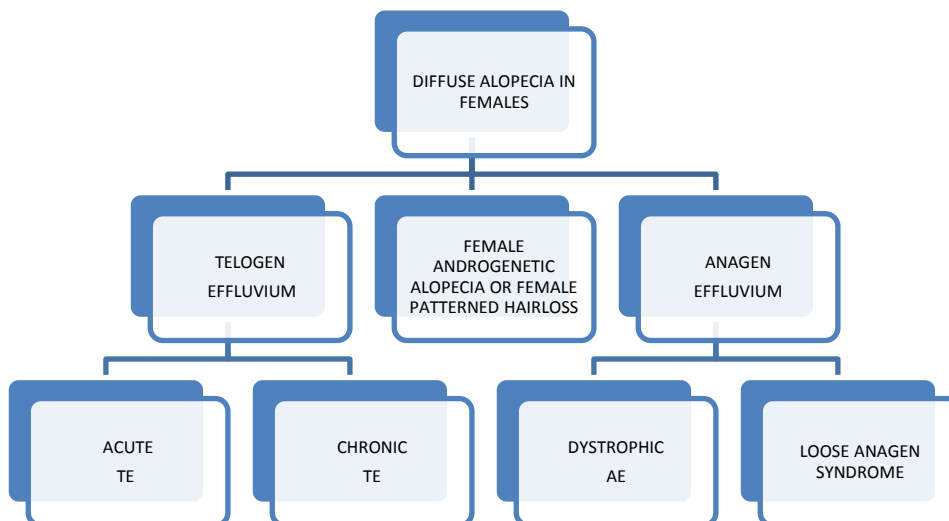 DIFFUSE ALOPECIA IN
FEMALES
TELOGEN
EFFLUVIUM
FEMALE
ANDROGENETIC
ALOPECIA OR FEMALE
PATTERNED HAIRLOSS
ANAGEN
EFFLUVIUM
ACUTE
TE
CHRONIC
TE
DYSTROPHIC
AE
LOOSE ANAGEN
SYNDROME